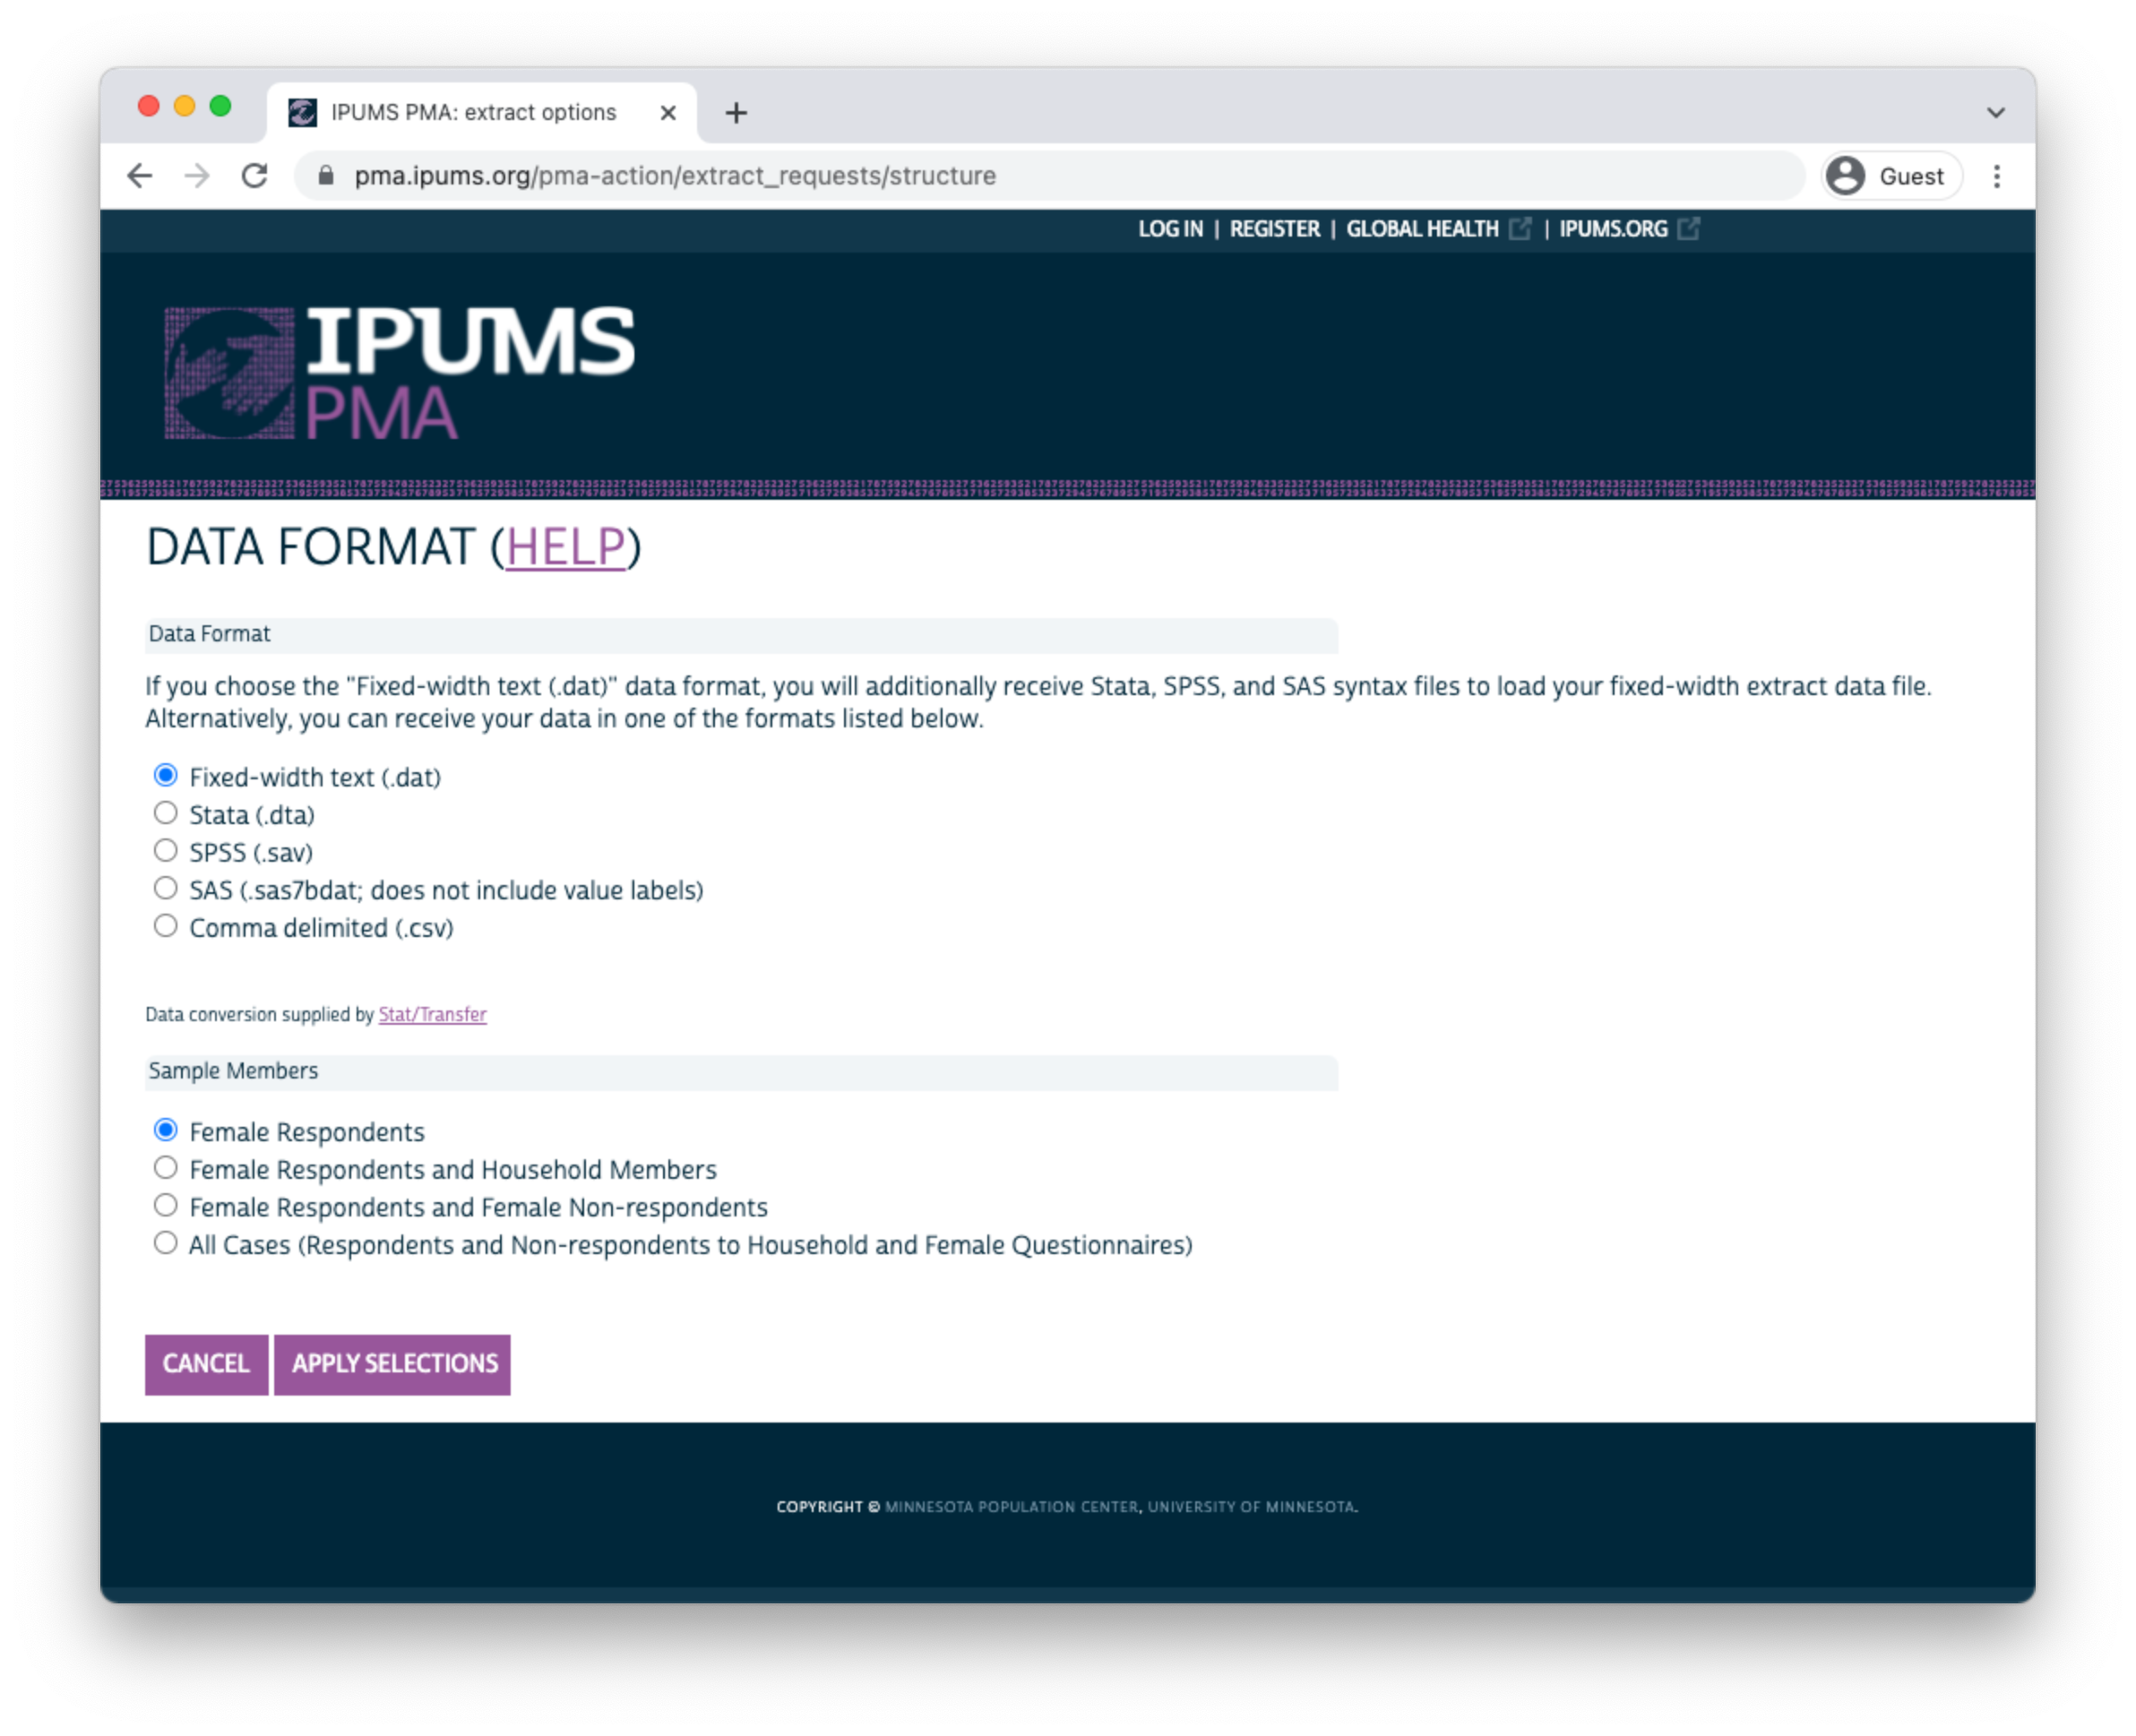 IPUMS PMA: extract options
pma.ipums.org/pma-action/extract_requests/structure
Guest
LOG IN | REGISTER | GLOBAL HEALTH | IPUMS.ORG
IPUMS
PMA
DATA FORMAT (HELP)
Data Format
If you choose the "Fixed-width text (.dat)" data format, you will additionally receive Stata, SPSS, and SAS syntax files to load your fixed-width extract data file.
Alternatively, you can receive your data in one of the formats listed below.
Fixed-width text (.dat)
Stata (.dta)
SPSS (.sav)
SAS (.sas7bdat; does not include value labels)
Comma delimited (.csv)
Data conversion supplied by Stat/Transfer
Sample Members
Female Respondents
Female Respondents and Household Members
Female Respondents and Female Non-respondents
All Cases (Respondents and Non-respondents to Household and Female Questionnaires)
CANCEL
APPLY SELECTIONS
COPYRIGHT © MINNESOTA POPULATION CENTER, UNIVERSITY OF MINNESOTA.